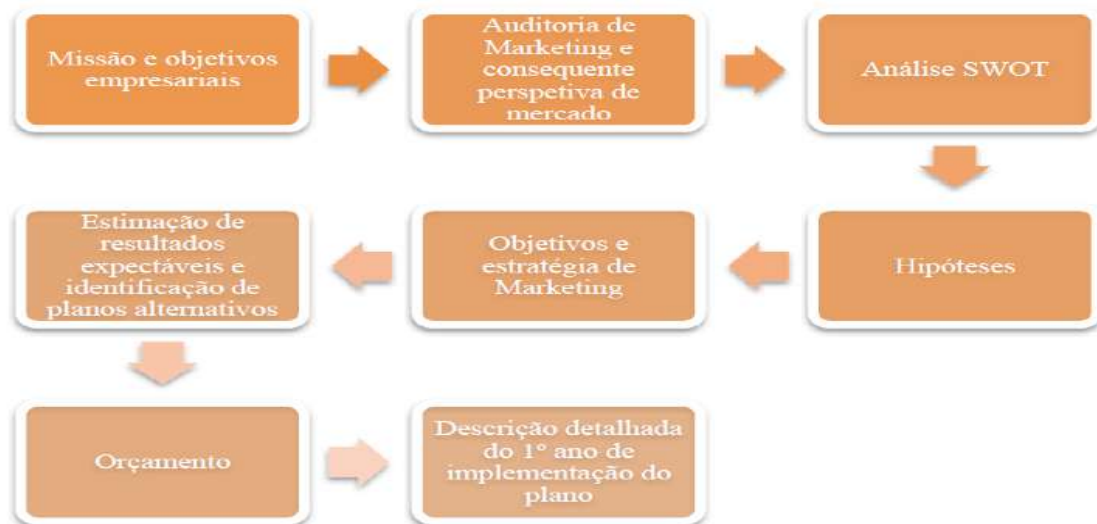 Missão e objetivos
empresariais
Auditoria de
Marketing e
consequente
perspetiva de
mercado
Análise SWOT
Hipóteses
Objetivos e
estratégia de
Marketing
Estimação de
resultados
expectáveis e
identificação de
planos alternativos
Orçamento
Descrição detalhada
do 1º ano de
implementação do
plano